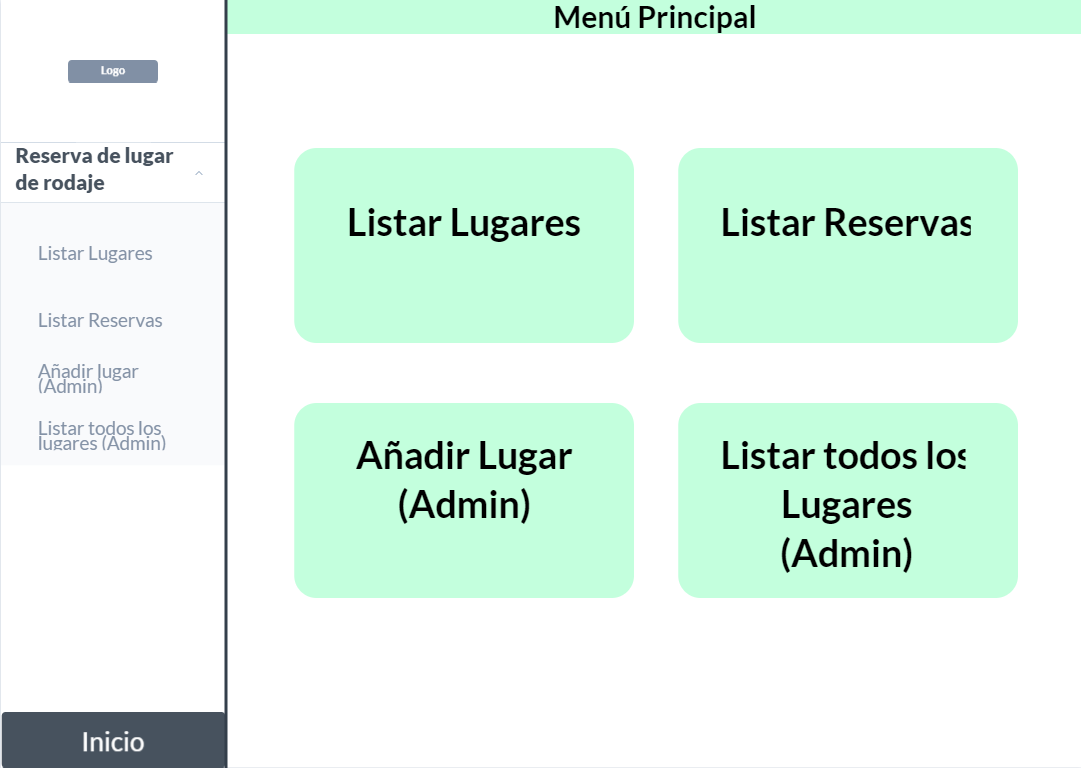 Logo
Reserva de lugar
de rodaje
Listar Lugares
Listar Reservas
Añadir lugar
(Admin)
Listar todos los
lugares (Admin)
Inicio
Menú Principal
Listar Lugares
Listar Reservas
Añadir Lugar
(Admin)
Listar todos los
Lugares
(Admin)